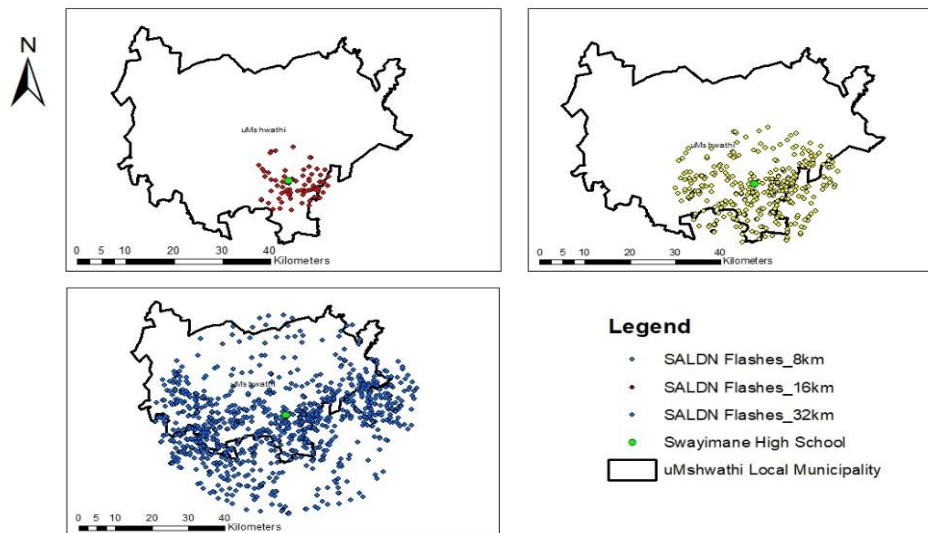 N
uMshwathi
0 5 10 20 30 40
Kilometers
uMshwathi
0 5 10 20 30 40
Kilometers
uMshwathi
0 5 10 20 30 40
Kilometers
Legend
SALDN Flashes_8km
SALDN Flashes_16km
SALDN Flashes_32km
Swayimane High School
uMshwathi Local Municipality